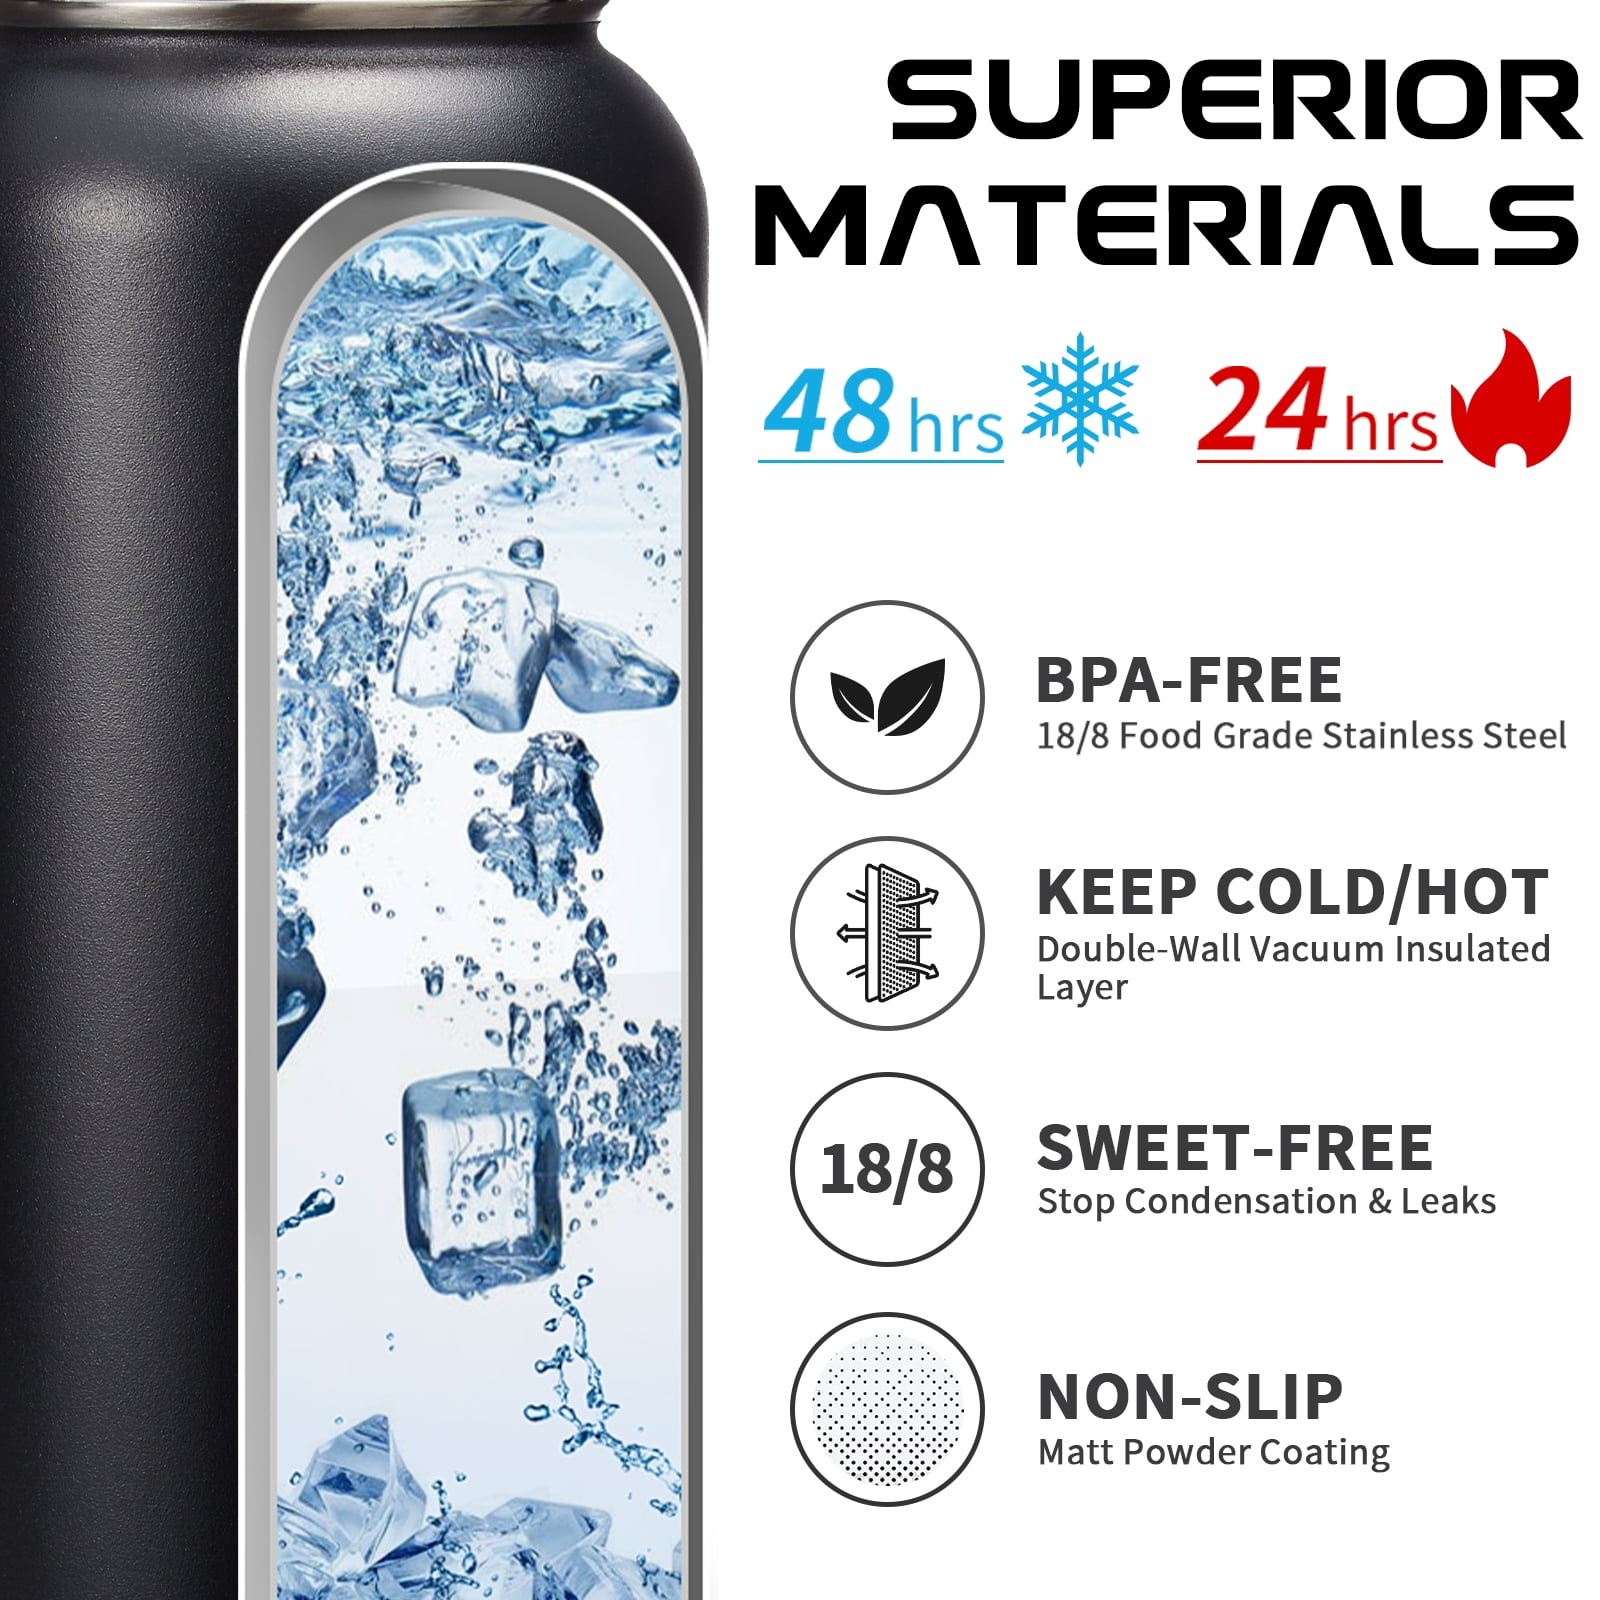 SUPERIOR
MATERIALS
48 hrs
24 hrs
BPA-FREE
18/8 Food Grade Stainless Steel
KEEP COLD/HOT
Double-Wall Vacuum Insulated
Layer
18/8
SWEET-FREE
Stop Condensation & Leaks
NON-SLIP
Matt Powder Coating